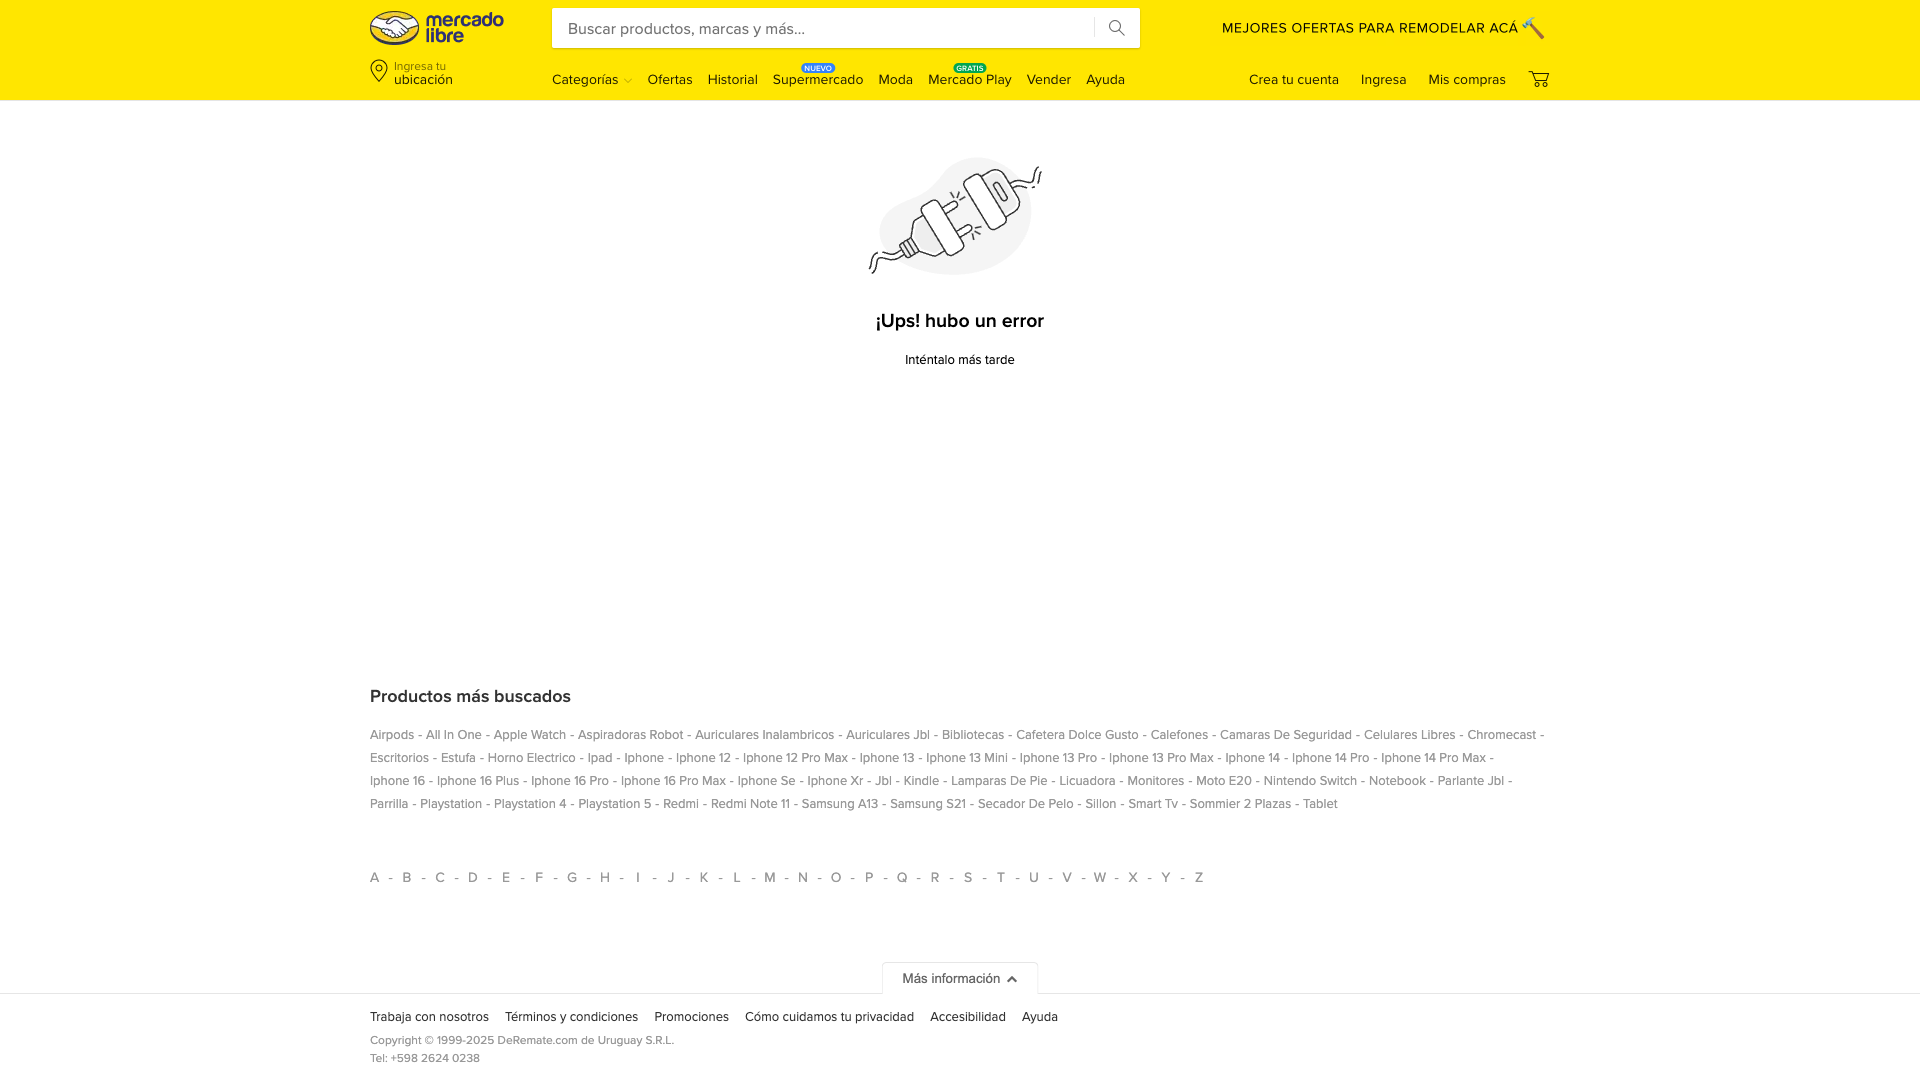 mercado
libre
Buscar productos, marcas y más...
MEJORES OFERTAS PARA REMODELAR ACÁ
Ingresa tu
ubicación
Categorías
Ofertas
Historial
NUEVO
Supermercado
Moda
GRATIS
Mercado Play
Vender
Ayuda
Crea tu cuenta
Ingresa
Mis compras
¡Ups! hubo un error
Inténtalo más tarde
Productos más buscados
Airpods - All In One - Apple Watch - Aspiradoras Robot - Auriculares Inalambricos - Auriculares Jbl - Bibliotecas - Cafetera Dolce Gusto - Calefones - Camaras De Seguridad - Celulares Libres - Chromecast -
Escritorios - Estufa - Horno Electrico - Ipad - Iphone - Iphone 12 - Iphone 12 Pro Max - Iphone 13 - Iphone 13 Mini - Iphone 13 Pro - Iphone 13 Pro Max - Iphone 14 - Iphone 14 Pro - Iphone 14 Pro Max -
Iphone 16 - Iphone 16 Plus - Iphone 16 Pro - Iphone 16 Pro Max - Iphone Se - Iphone Xr - Jbl - Kindle - Lamparas De Pie - Licuadora - Monitores - Moto E20 - Nintendo Switch - Notebook - Parlante Jbl -
Parrilla - Playstation - Playstation 4 - Playstation 5 - Redmi - Redmi Note 11 - Samsung A13 - Samsung S21 - Secador De Pelo - Sillon - Smart Tv - Sommier 2 Plazas - Tablet
A - B - C - D - E - F - G - H - I - J - K - L - M - N - O - P - Q - R - S - T - U - V - W - X - Y - Z
Más información
Trabaja con nosotros Términos y condiciones Promociones Cómo cuidamos tu privacidad Accesibilidad Ayuda
Copyright © 1999-2025 DeRemate.com de Uruguay S.R.L.
Tel: +598 2624 0238